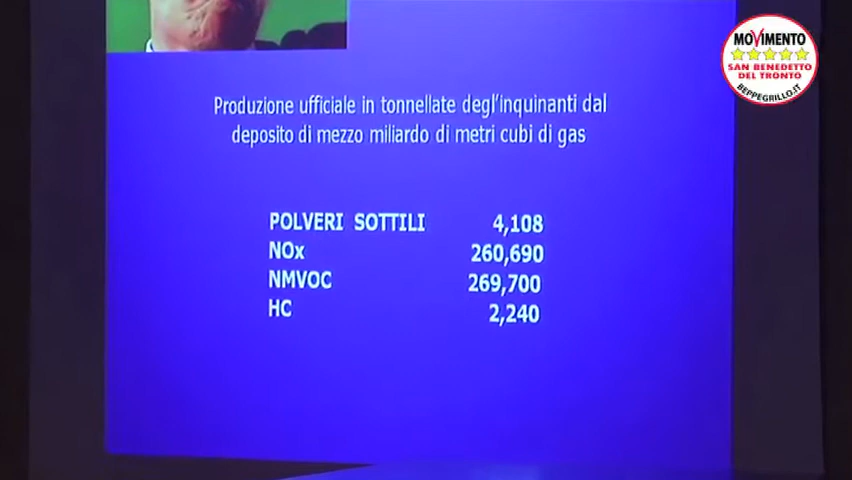 MOVIMENTO
SAN BENEDETTO
DEL TRONTO
BEPPEGRILLO.IT
Produzione ufficiale in tonnellate degl'inquinanti dal
deposito di mezzo miliardo di metri cubi di gas
POLVERI SOTTILI 4,108
NOx 260,690
NMVOC 269,700
HC 2,240